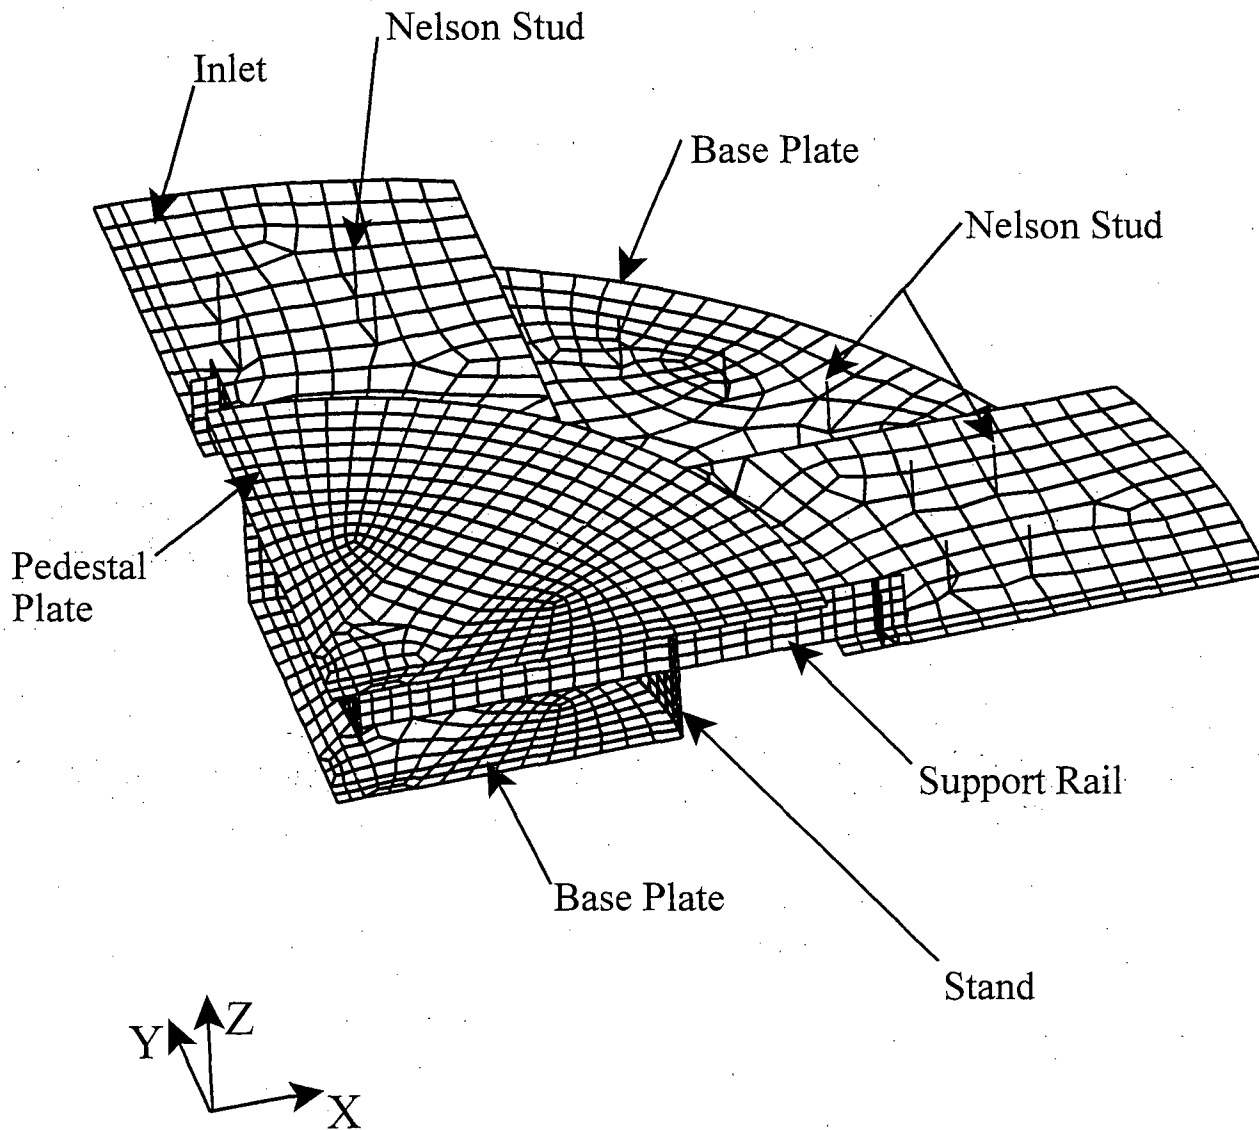 Nelson Stud
Inlet
Base Plate
Nelson Stud
Pedestal
Plate
Support Rail
Base Plate
Stand
Z
Y
X